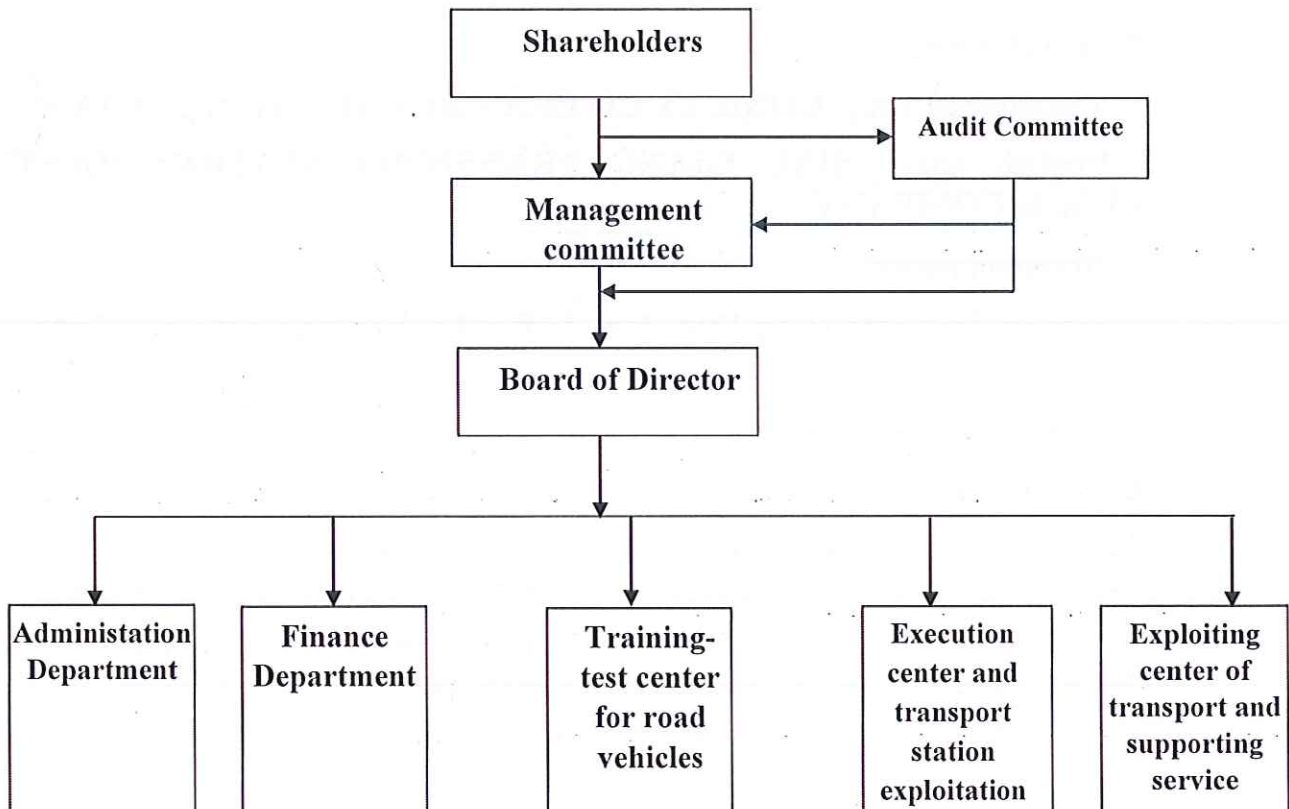 Shareholders
Audit Committee
Management
committee
Board of Director
Administation
Department
Finance
Department
Training-
test center
for road
vehicles
Execution
center and
transport
station
exploitation
Exploiting
center of
transport and
supporting
service